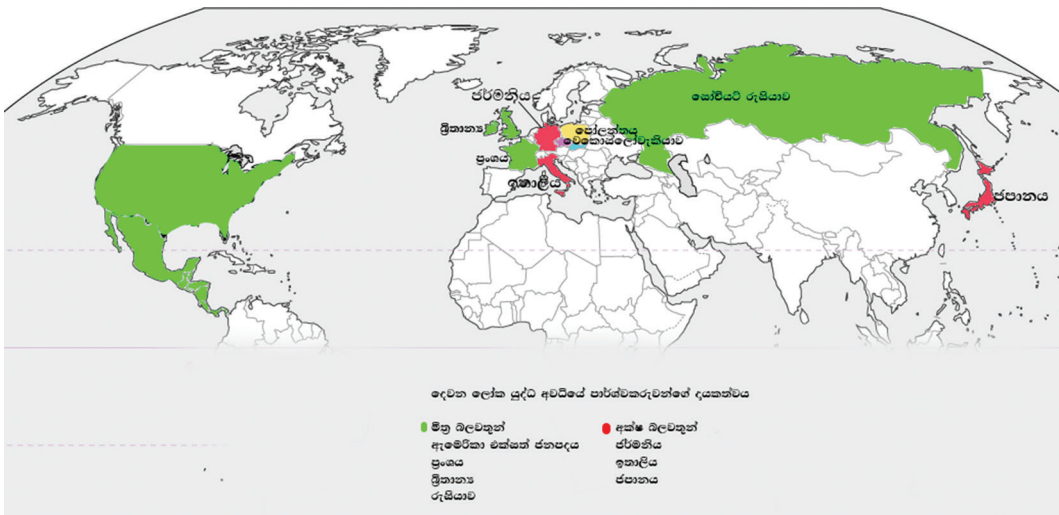 සෝවියට් රුසියාව
ජර්මනිය
බ්‍රිතාන්‍ය
පෝලන්තය
චෙකොස්ලෝවැකියාව
ප්‍රංශය
ඉතාලිය
ජපානය
දෙවන ලෝක යුද්ධ අවධියේ පාර්ශ්වකරුවන්ගේ දායකත්වය
මිත්‍ර බලවතුන්
ඇමෙරිකා එක්සත් ජනපදය
ප්‍රංශය
බ්‍රිතාන්‍ය
රුසියාව
අක්ෂ බලවතුන්
ජර්මනිය
ඉතාලිය
ජපානය